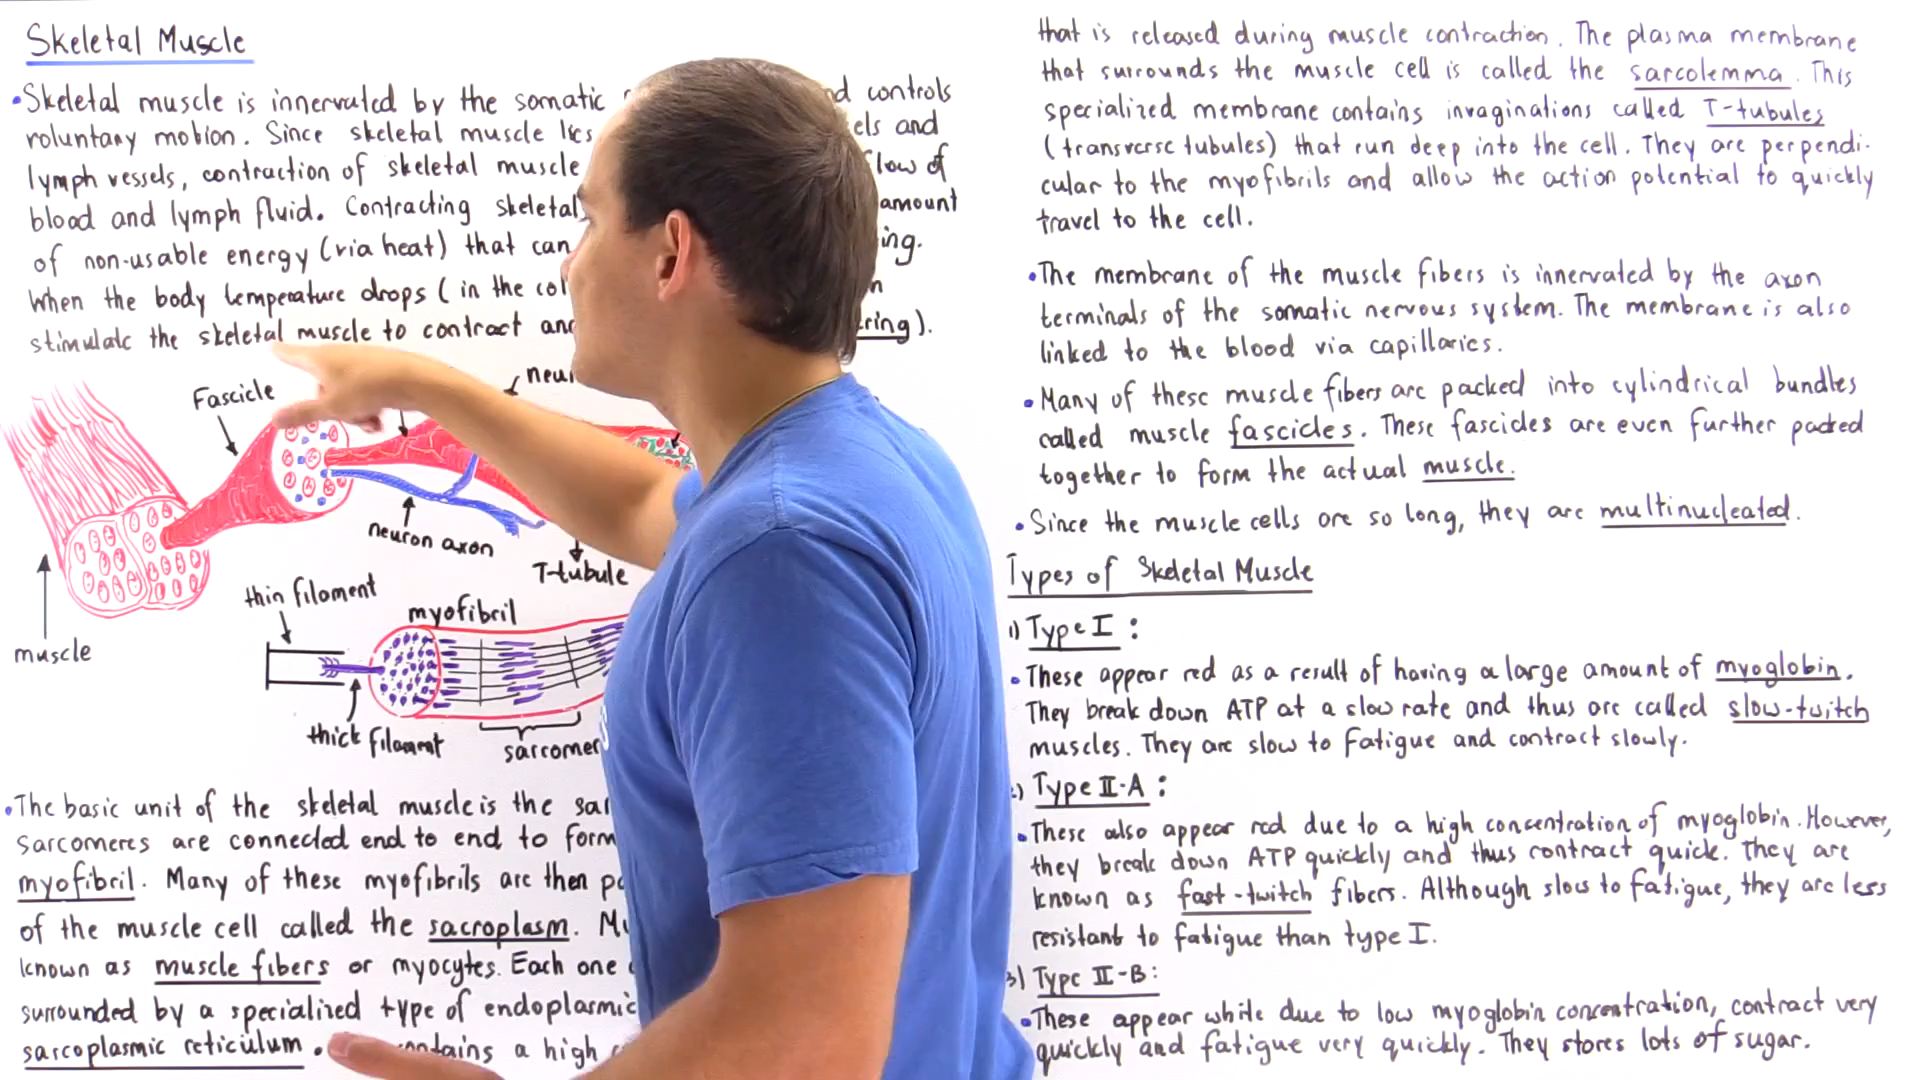 Skeletal Muscle
•Skeletal muscle is innervated by the somatic d controls
voluntary motion. Since skeletal muscle lies els and
lymph vessels, contraction of skeletal muscle flow of
blood and lymph fluid. Contracting skeletal amount
of non-usable energy (via heat) that can ing.
When the body temperature drops (in the
stimulate the skeletal muscle to contract ring).
Fascicle
neuron axon
T-tubule
muscle
thin filament
myofibril
thick filament
sarcomer
•The basic unit of the skeletal muscle is the sar
Sarcomeres are connected end to end to form
myofibril. Many of these myofibrils are then
of the muscle cell called the sacroplasm.
known as muscle fibers or myocytes. Each one
surrounded by a specialized type of endoplasmic
sarcoplasmic reticulum. a high
that is released during muscle contraction. The plasma membrane
that surrounds the muscle cell is called the sarcolemma. This
specialized membrane contains invaginations called T-tubules
(transverse tubules) that run deep into the cell. They are perpendi-
cular to the myofibrils and allow the action potential to quickly
travel to the cell.
•The membrane of the muscle fibers is innervated by the axon
terminals of the somatic nervous system. The membrane is also
linked to the blood via capillaries.
•Many of these muscle fibers are packed into cylindrical bundles
called muscle fascicles. These fascicles are even further packed
together to form the actual muscle.
•Since the muscle cells are so long, they are multinucleated.
Types of Skeletal Muscle
1) Type I:
•These appear red as a result of having a large amount of myoglobin.
They break down ATP at a slow rate and thus are called slow-twitch
muscles. They are slow to fatigue and contract slowly.
2) Type II-A:
•These also appear red due to a high concentration of myoglobin. However,
they break down ATP quickly and thus contract quick. They are
known as fast-twitch fibers. Although slow to fatigue, they are less
resistant to fatigue than type I.
3) Type II-B:
•These appear white due to low myoglobin concentration, contract very
quickly and fatigue very quickly. They stores lots of sugar.